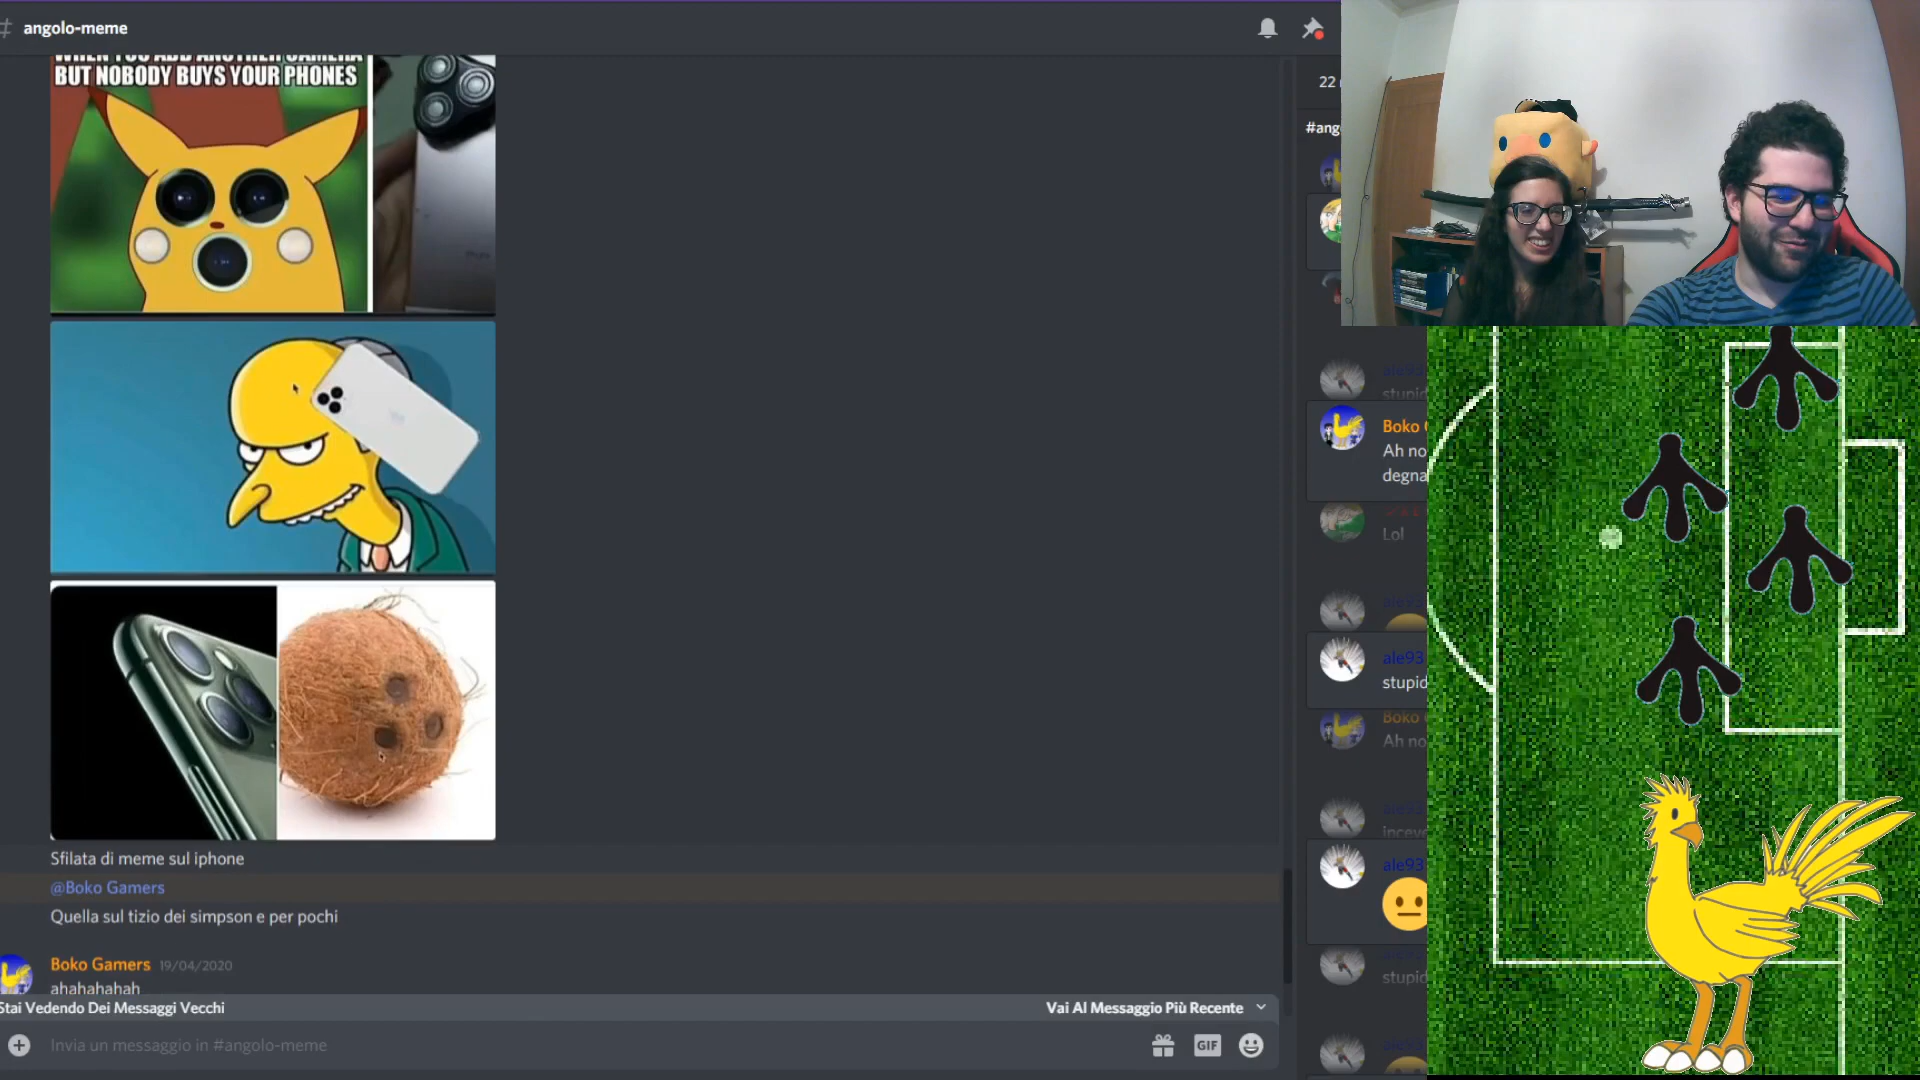 # angolo-meme
BUT NOBODY BUYS YOUR PHONES
Sfilata di meme sul iphone
@Boko Gamers
Quella sul tizio dei simpson e per pochi
Boko Gamers 19/04/2020
ahahahahah
Stai Vedendo Dei Messaggi Vecchi
Vai Al Messaggio Più Recente
Invia un messaggio in #angolo-meme
GIF
22
#ang
ale93
stupid
Boko
Ah no
degna
Lol
ale93
stupid
Boko
Ah no
ale93
stupid